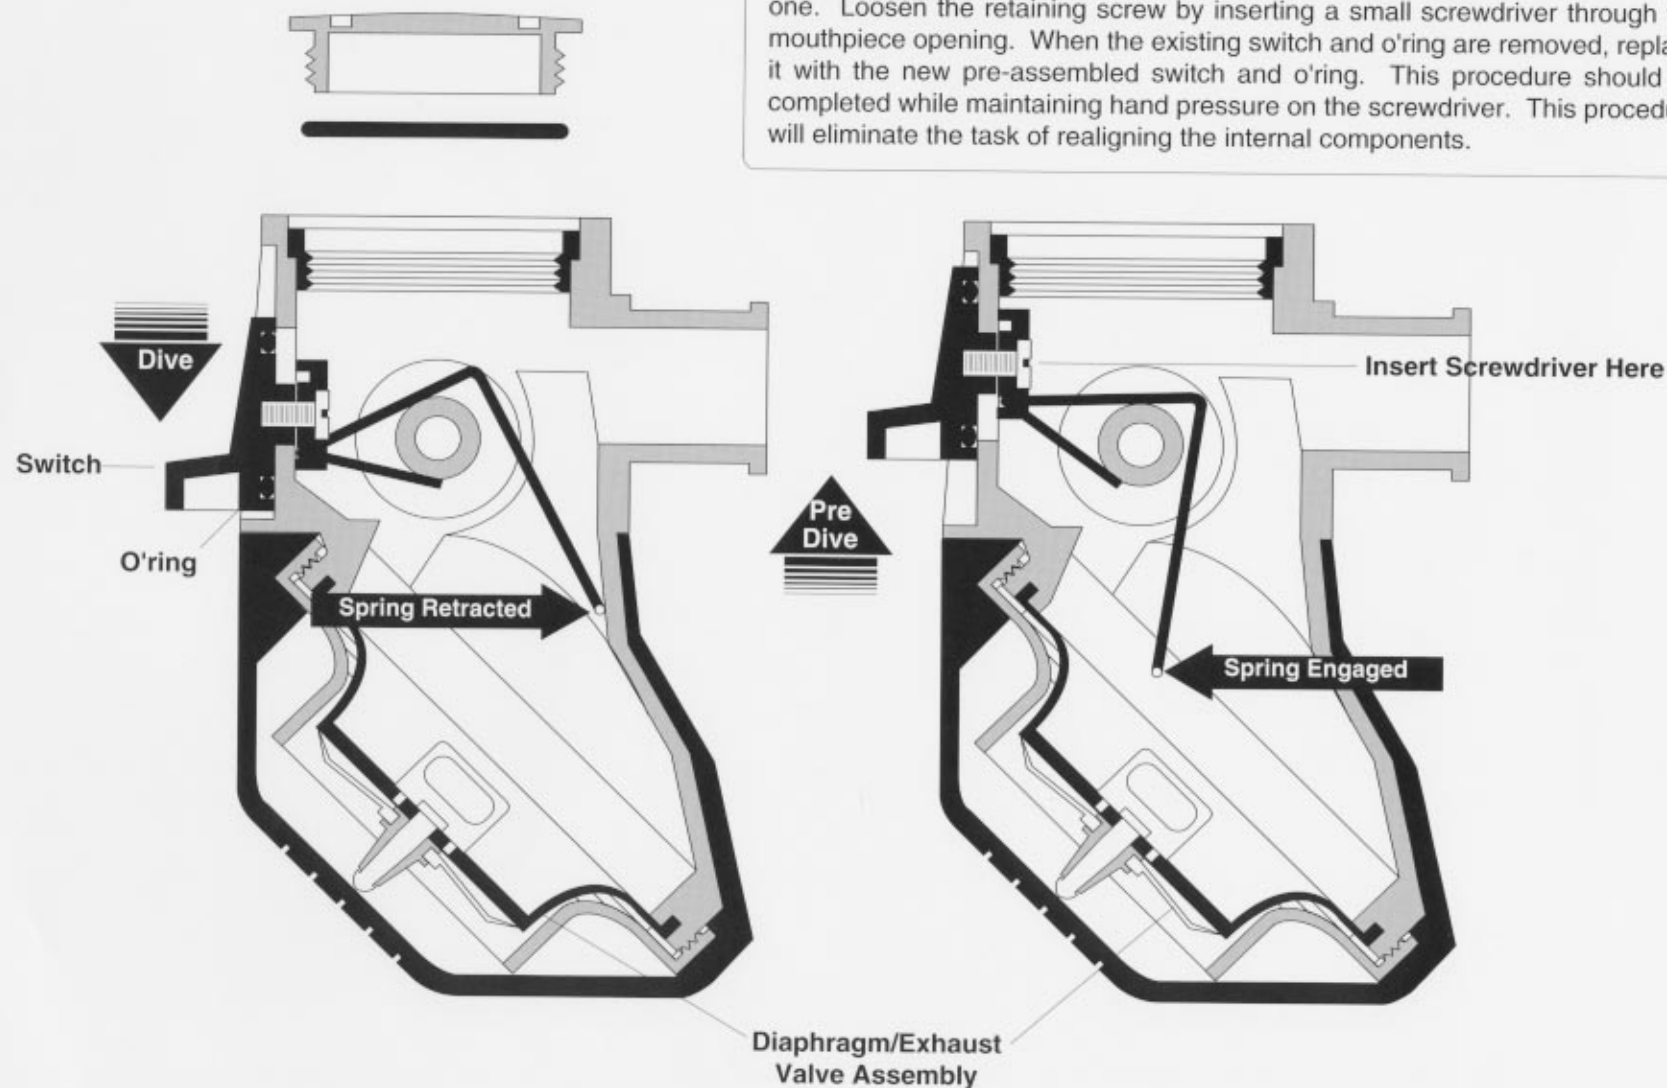 one. Loosen the retaining screw by inserting a small screwdriver through
mouthpiece opening. When the existing switch and o'ring are removed,
it with the new pre-assembled switch and o'ring. This procedure should
completed while maintaining hand pressure on the screwdriver. This
will eliminate the task of realigning the internal components.
Dive
Insert Screwdriver Here
Switch
Pre
Dive
O'ring
Spring Retracted
Spring Engaged
Diaphragm/Exhaust
Valve Assembly